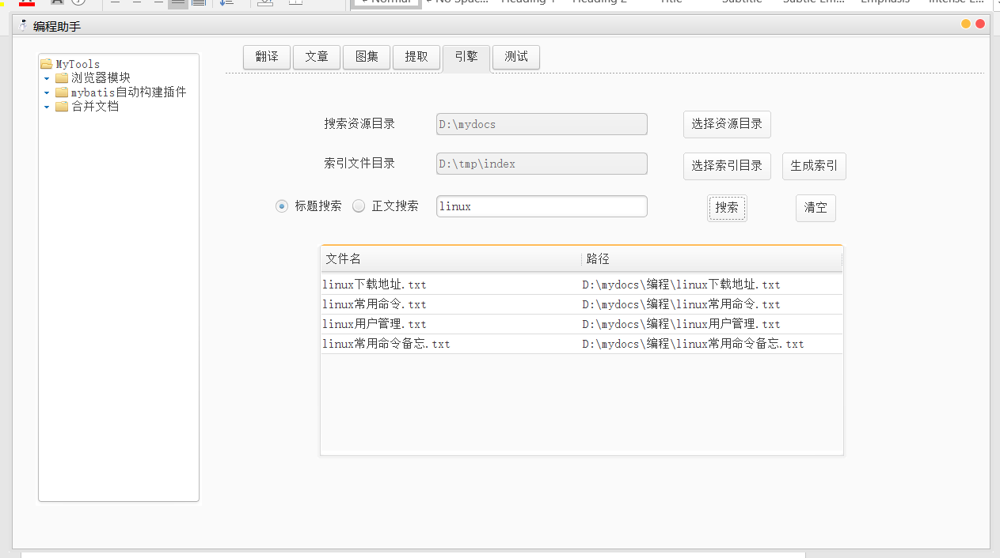 Normal No Spac... Heading 1 Heading 2 Title Subtitle Subtle Em... Emphasis Intense E...
编程助手
MyTools
浏览器模块
mybatis自动构建插件
合并文档
翻译 文章 图集 提取 引擎 测试
搜索资源目录 D:\mydocs 选择资源目录
索引文件目录 D:\tmp\index 选择索引目录 生成索引
标题搜索 正文搜索 linux 搜索 清空
文件名 路径
linux下载地址.txt D:\mydocs\编程\linux下载地址.txt
linux常用命令.txt D:\mydocs\编程\linux常用命令.txt
linux用户管理.txt D:\mydocs\编程\linux用户管理.txt
linux常用命令备忘.txt D:\mydocs\编程\linux常用命令备忘.txt